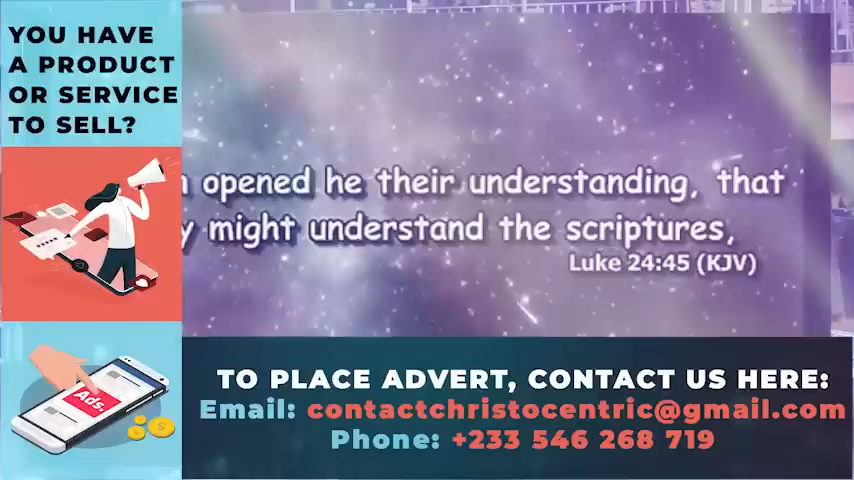 YOU HAVE
A PRODUCT
OR SERVICE
TO SELL?
opened he their understanding, that
might understand the scriptures,
Luke 24:45 (KJV)
Ads.
TO PLACE ADVERT, CONTACT US HERE:
Email: contactchristocentric@gmail.com
Phone: +233 546 268 719